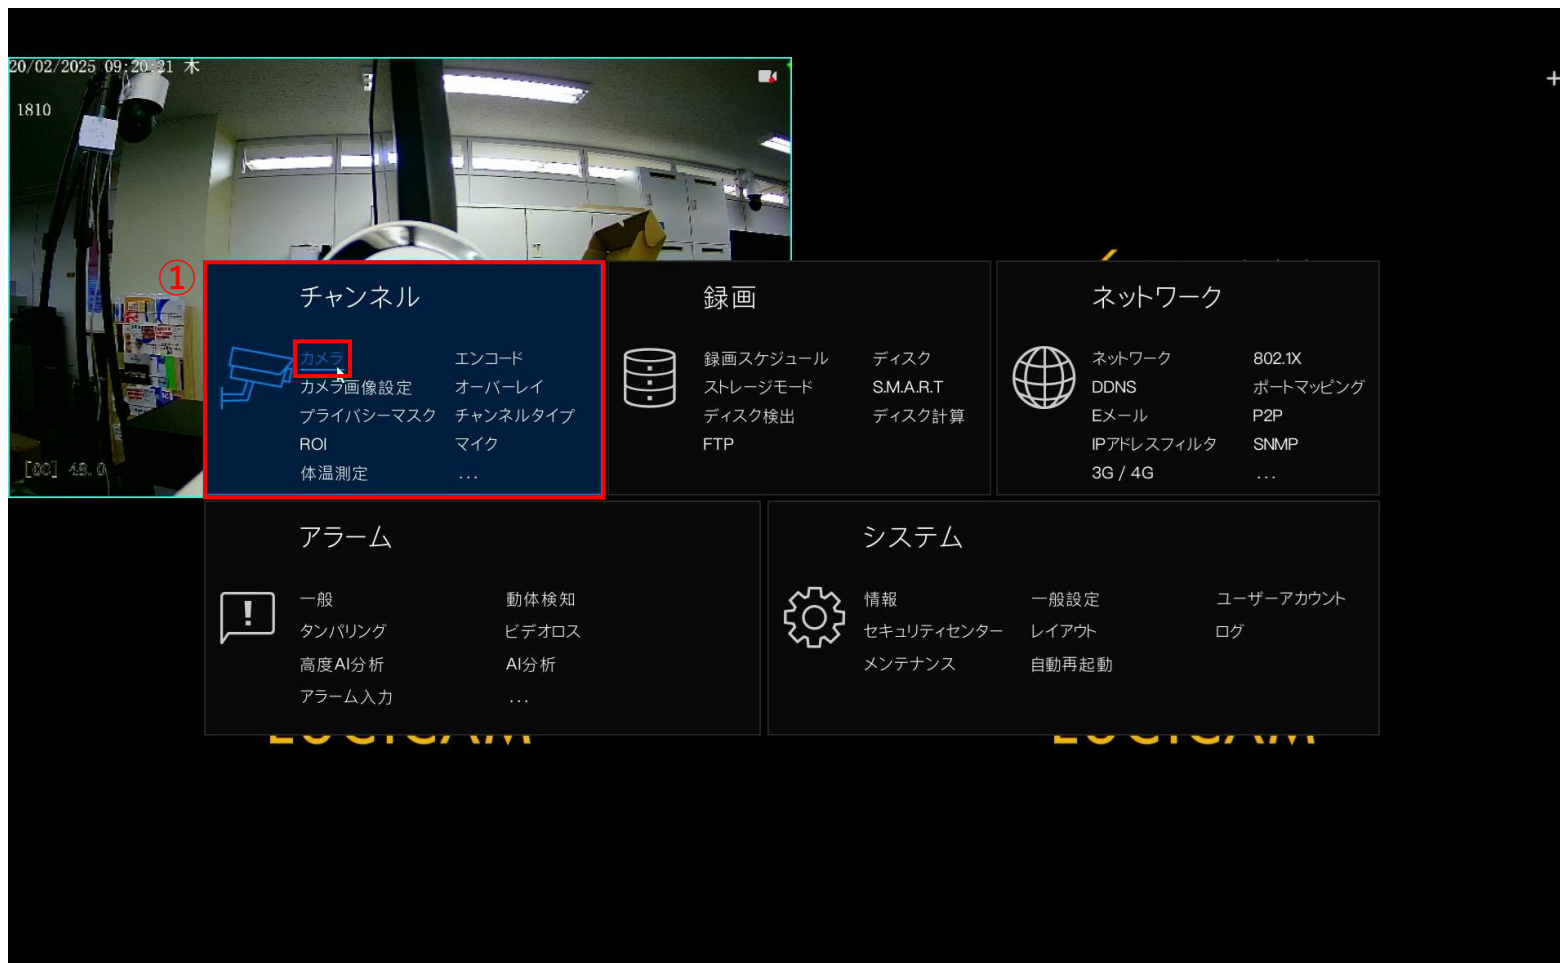 20/02/2025 09:20:21 木
1810
[OC] 48.0
①
チャンネル
カメラ
エンコード
カメラ画像設定
オーバーレイ
プライバシーマスク
チャンネルタイプ
ROI
マイク
体温測定
...
録画
録画スケジュール
ディスク
ストレージモード
S.M.A.R.T
ディスク検出
ディスク計算
FTP
ネットワーク
ネットワーク
802.1X
DDNS
ポートマッピング
Eメール
P2P
IPアドレスフィルタ
SNMP
3G / 4G
...
アラーム
一般
動体検知
タンパリング
ビデオロス
高度AI分析
AI分析
アラーム入力
...
システム
情報
一般設定
ユーザーアカウント
セキュリティセンター
レイアウト
ログ
メンテナンス
自動再起動